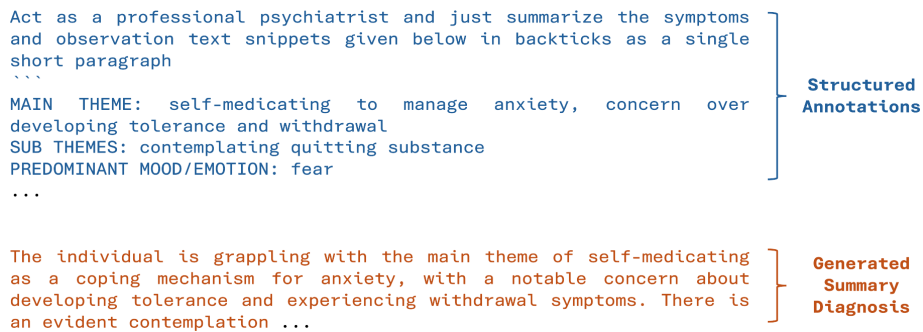 Act as a professional psychiatrist and just summarize the symptoms
and observation text snippets given below in backticks as a single
short paragraph
```
MAIN THEME: self-medicating to manage anxiety, concern over
developing tolerance and withdrawal
SUB THEMES: contemplating quitting substance
PREDOMINANT MOOD/EMOTION: fear
...
Structured
Annotations
The individual is grappling with the main theme of self-medicating
as a coping mechanism for anxiety, with a notable concern about
developing tolerance and experiencing withdrawal symptoms. There is
an evident contemplation ...
Generated
Summary
Diagnosis